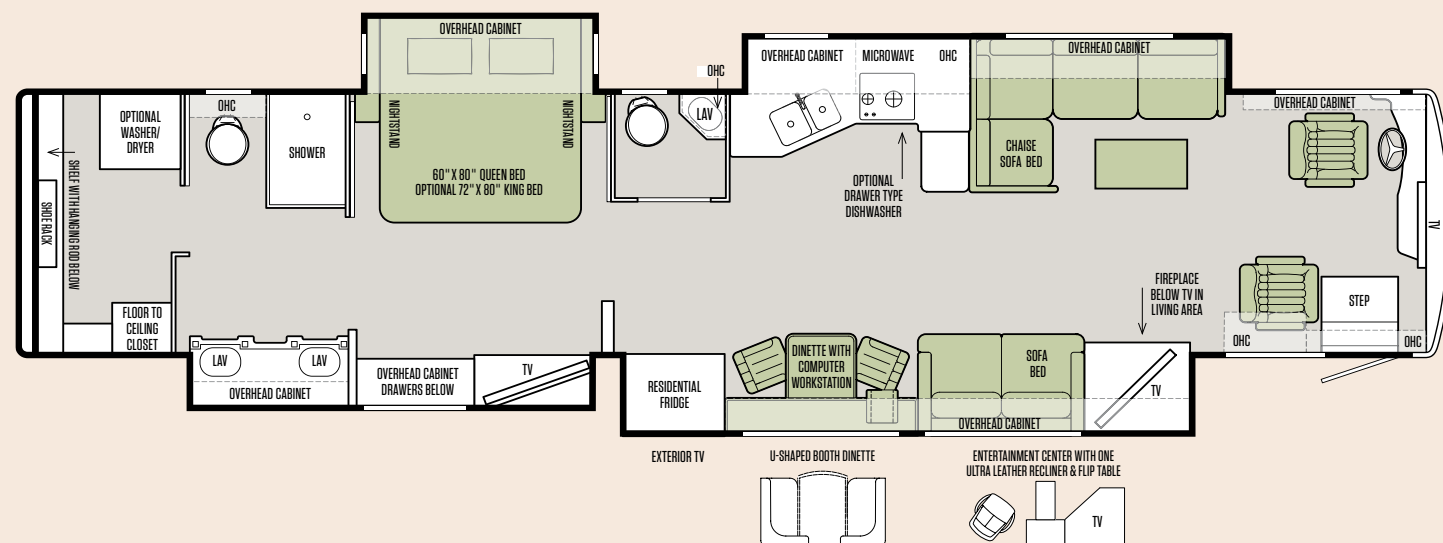 OVERHEAD CABINET
OHC
OVERHEAD CABINET
MICROWAVE
OHC
OVERHEAD CABINET
OPTIONAL
WASHER/
DRYER
OHC
SHOWER
NIGHTSTAND
NIGHTSTAND
60" X 80" QUEEN BED
OPTIONAL 72" X 80" KING BED
LAV
OVERHEAD CABINET
CHAISE
SOFA BED
OPTIONAL
DRAWER TYPE
DISHWASHER
SHOE RACK
SHELF WITH HANGING ROD BELOW
TV
FIREPLACE
BELOW TV IN
LIVING AREA
STEP
FLOOR TO
CEILING
CLOSET
LAV
LAV
OVERHEAD CABINET
OVERHEAD CABINET
DRAWERS BELOW
TV
RESIDENTIAL
FRIDGE
DINETTE WITH
COMPUTER
WORKSTATION
SOFA
BED
OVERHEAD CABINET
TV
OHC
OHC
EXTERIOR TV
U-SHAPED BOOTH DINETTE
ENTERTAINMENT CENTER WITH ONE
ULTRA LEATHER RECLINER & FLIP TABLE
TV